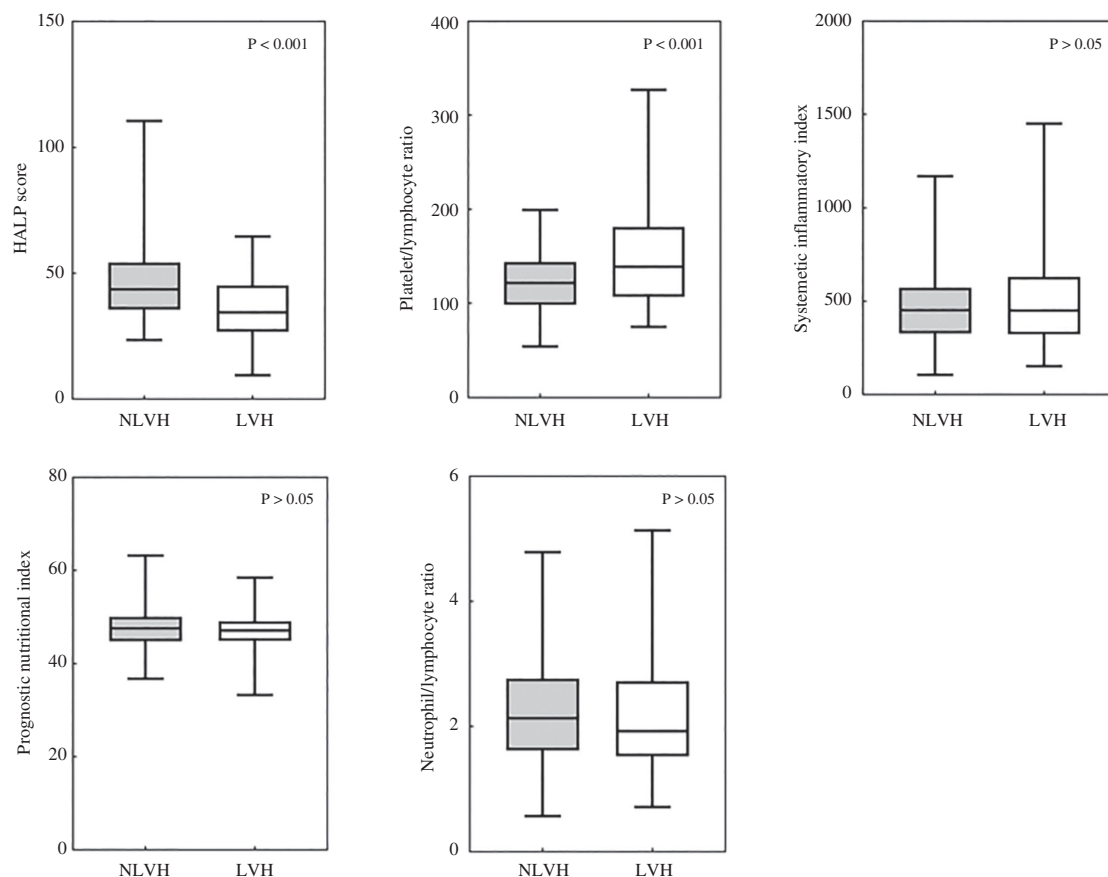 150
P < 0.001
100
HALP score
50
0
NLVH
LVH
400
P < 0.001
300
Platelet/lymphocyte ratio
200
100
0
NLVH
LVH
2000
P > 0.05
1500
Systemetic inflammatory index
1000
500
0
NLVH
LVH
80
P > 0.05
60
Prognostic nutritional index
40
20
0
NLVH
LVH
6
P > 0.05
4
Neutrophil/lymphocyte ratio
2
0
NLVH
LVH